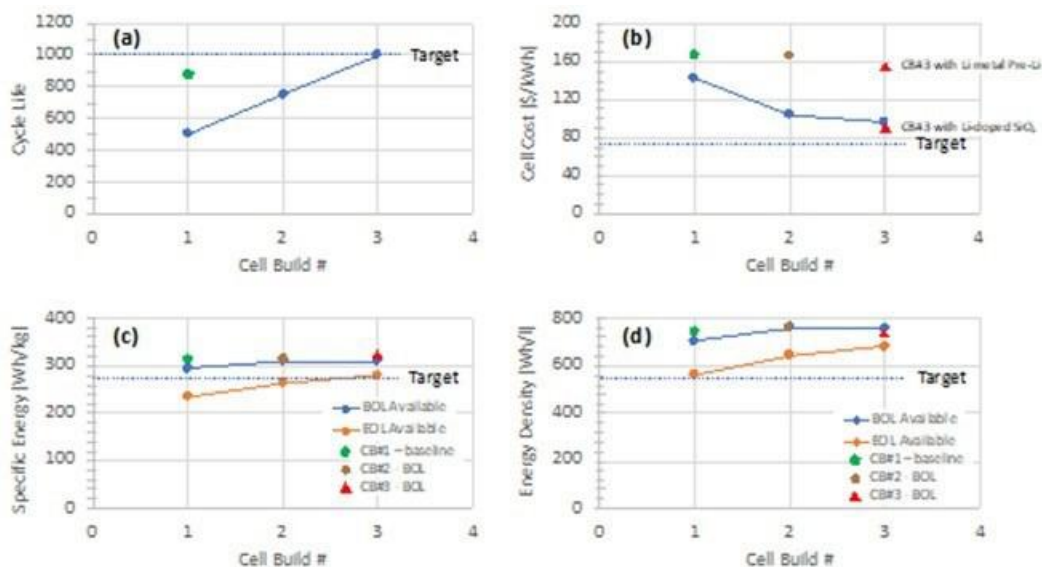 (a)
1200
1000
800
600
400
200
0
Target
Cycle Life
0 1 2 3 4
Cell Build #
(b)
200
160
120
80
40
0
CB#3 with Li metal Pre-Li
CB#3 with Li-doped SiOₓ
Target
Cell Cost [$/kWh]
0 1 2 3 4
Cell Build #
(c)
400
300
200
100
0
Target
BOL Available
EOL Available
CB#1 – baseline
CB#2 - BOL
CB#3 - BOL
Specific Energy [Wh/kg]
0 1 2 3 4
Cell Build #
(d)
800
600
400
200
0
Target
BOL Available
EOL Available
CB#1 – baseline
CB#2 - BOL
CB#3 - BOL
Energy Density [Wh/l]
0 1 2 3 4
Cell Build #